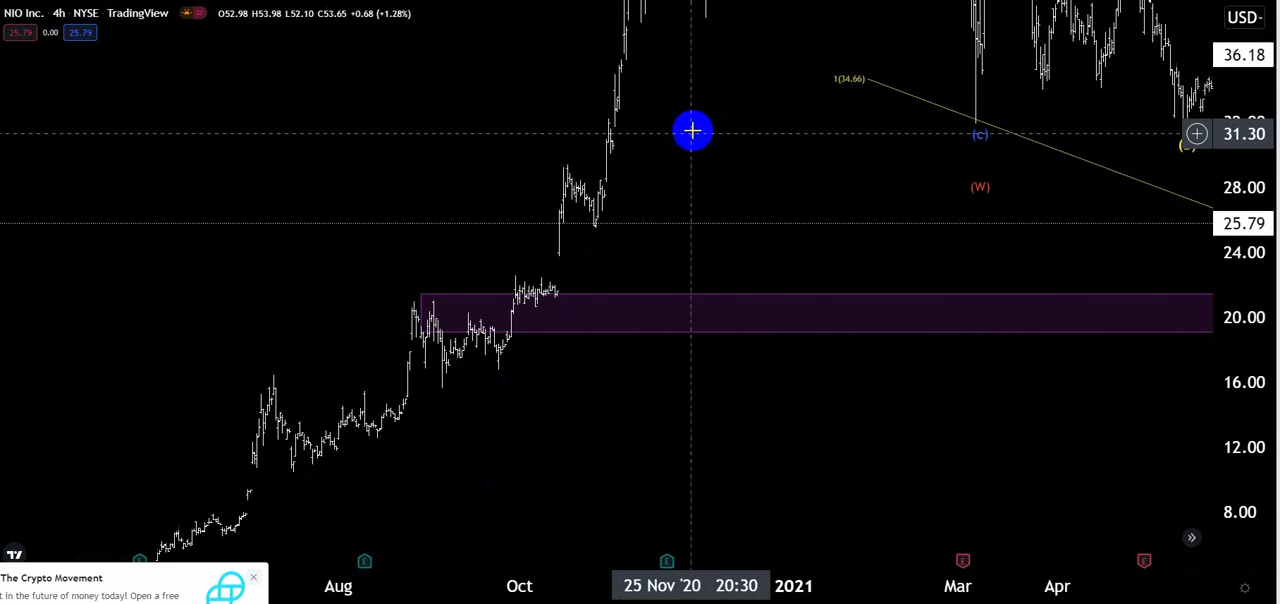 NIO Inc. · 4h · NYSE · TradingView O52.98 H53.98 L52.10 C53.65 +0.68 (+1.28%)
25.79 0.00 25.79
USD
36.18
1(34.66)
31.30
(c)
(W)
28.00
25.79
24.00
20.00
16.00
12.00
8.00
E E E E E
Aug Oct 25 Nov '20 20:30 2021 Mar Apr
The Crypto Movement
t in the future of money today! Open a free